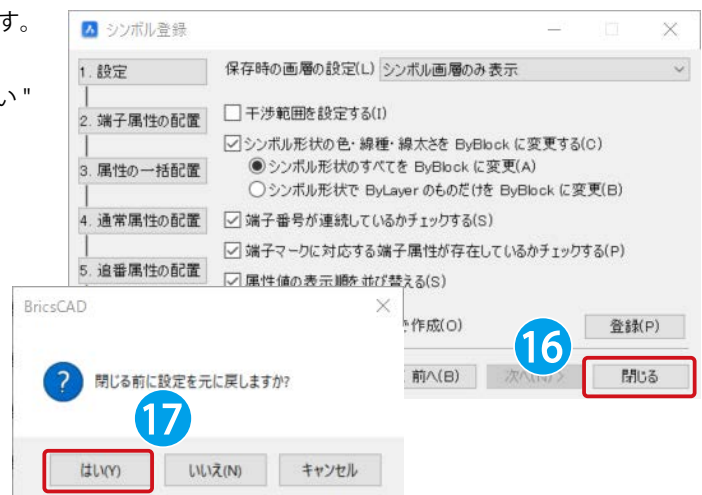 す。
い "
シンボル登録
1. 設定
保存時の画層の設定(L) シンボル画層のみ表示
2. 端子属性の配置
干渉範囲を設定する(I)
シンボル形状の色・線種・線太さを ByBlock に変更する(C)
3. 属性の一括配置
シンボル形状のすべてを ByBlock に変更(A)
シンボル形状で ByLayer のものだけを ByBlock に変更(B)
4. 通常属性の配置
端子番号が連続しているかチェックする(S)
端子マークに対応する端子属性が存在しているかチェックする(P)
5. 追番属性の配置
属性値の表示順を並び替える(S)
で作成(O)
登録(P)
16
前へ(B)
閉じる
BricsCAD
閉じる前に設定を元に戻しますか?
17
はい(Y)
いいえ(N)
キャンセル